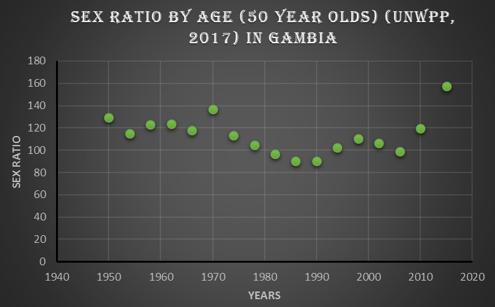 SEX RATIO BY AGE (50 YEAR OLDS) (UNWPP,
2017) IN GAMBIA
180
160
140
120
100
80
60
40
20
0
SEX RATIO
1940 1950 1960 1970 1980 1990 2000 2010 2020
YEARS